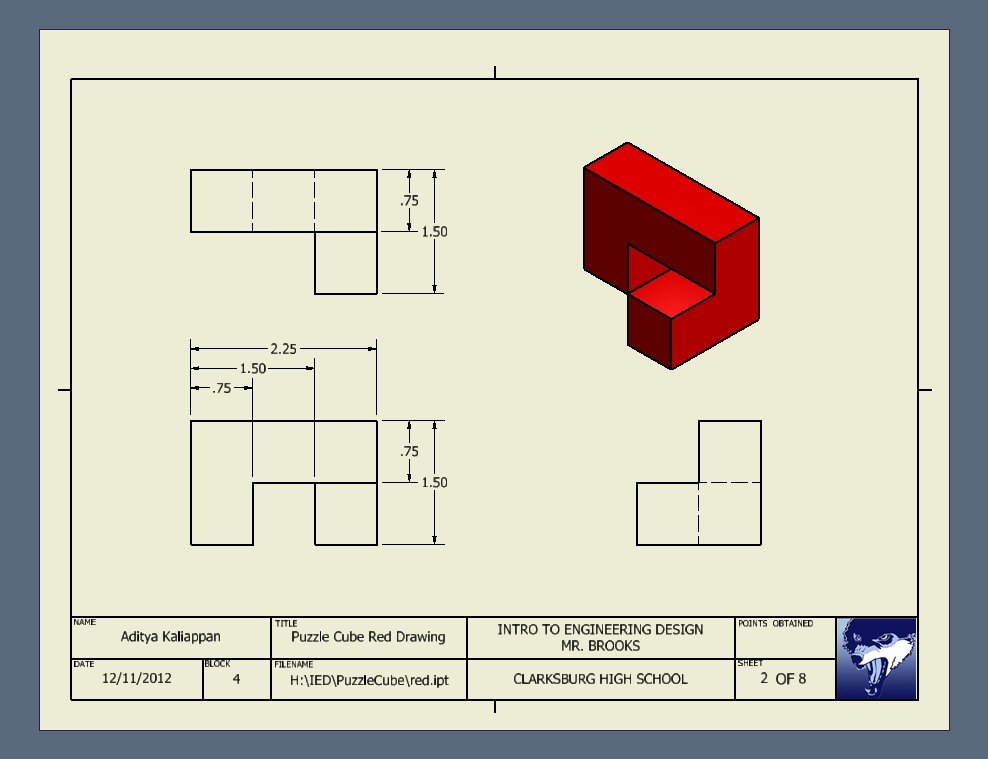 .75
1.50
2.25
1.50
.75
.75
1.50
NAME
Aditya Kaliappan
TITLE
Puzzle Cube Red Drawing
INTRO TO ENGINEERING DESIGN
MR. BROOKS
POINTS OBTAINED
DATE
12/11/2012
BLOCK
4
FILENAME
H:\IED\PuzzleCube\red.ipt
CLARKSBURG HIGH SCHOOL
SHEET
2 OF 8